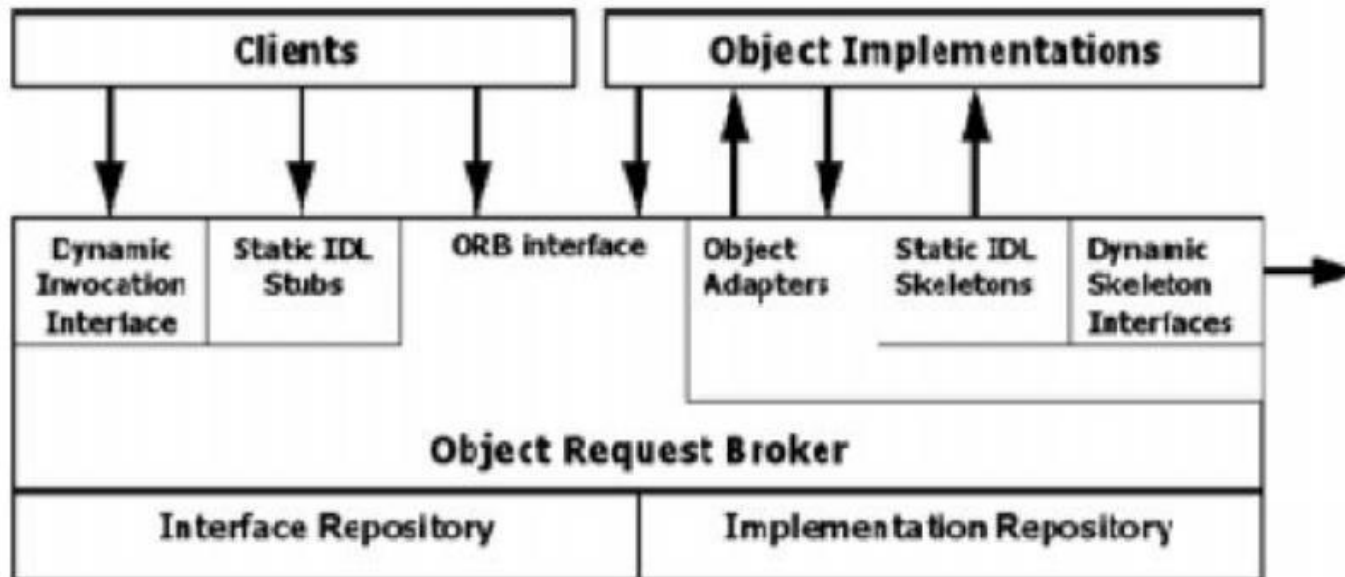 Clients
Object Implementations
Dynamic
Invocation
Interface
Static IDL
Stubs
ORB interface
Object
Adapters
Static IDL
Skeletons
Dynamic
Skeleton
Interfaces
Object Request Broker
Interface Repository
Implementation Repository